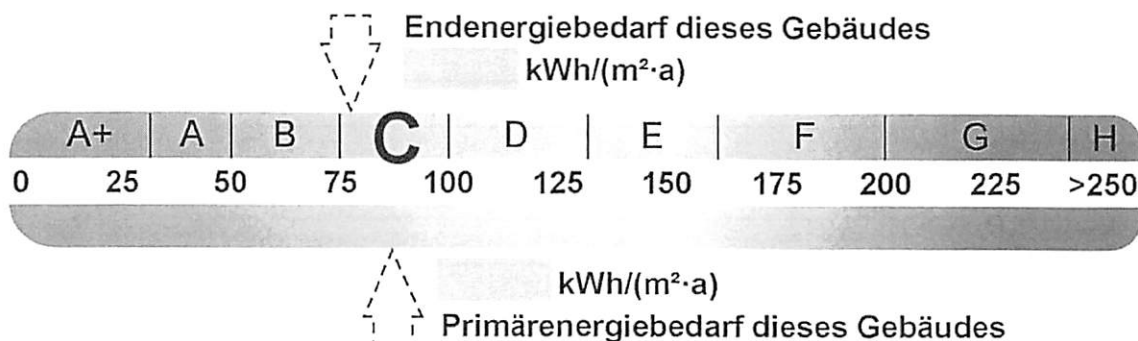 Endenergiebedarf dieses Gebäudes
kWh/(m²·a)
A+ A B C D E F G H
0 25 50 75 100 125 150 175 200 225 >250
kWh/(m²·a)
Primärenergiebedarf dieses Gebäudes